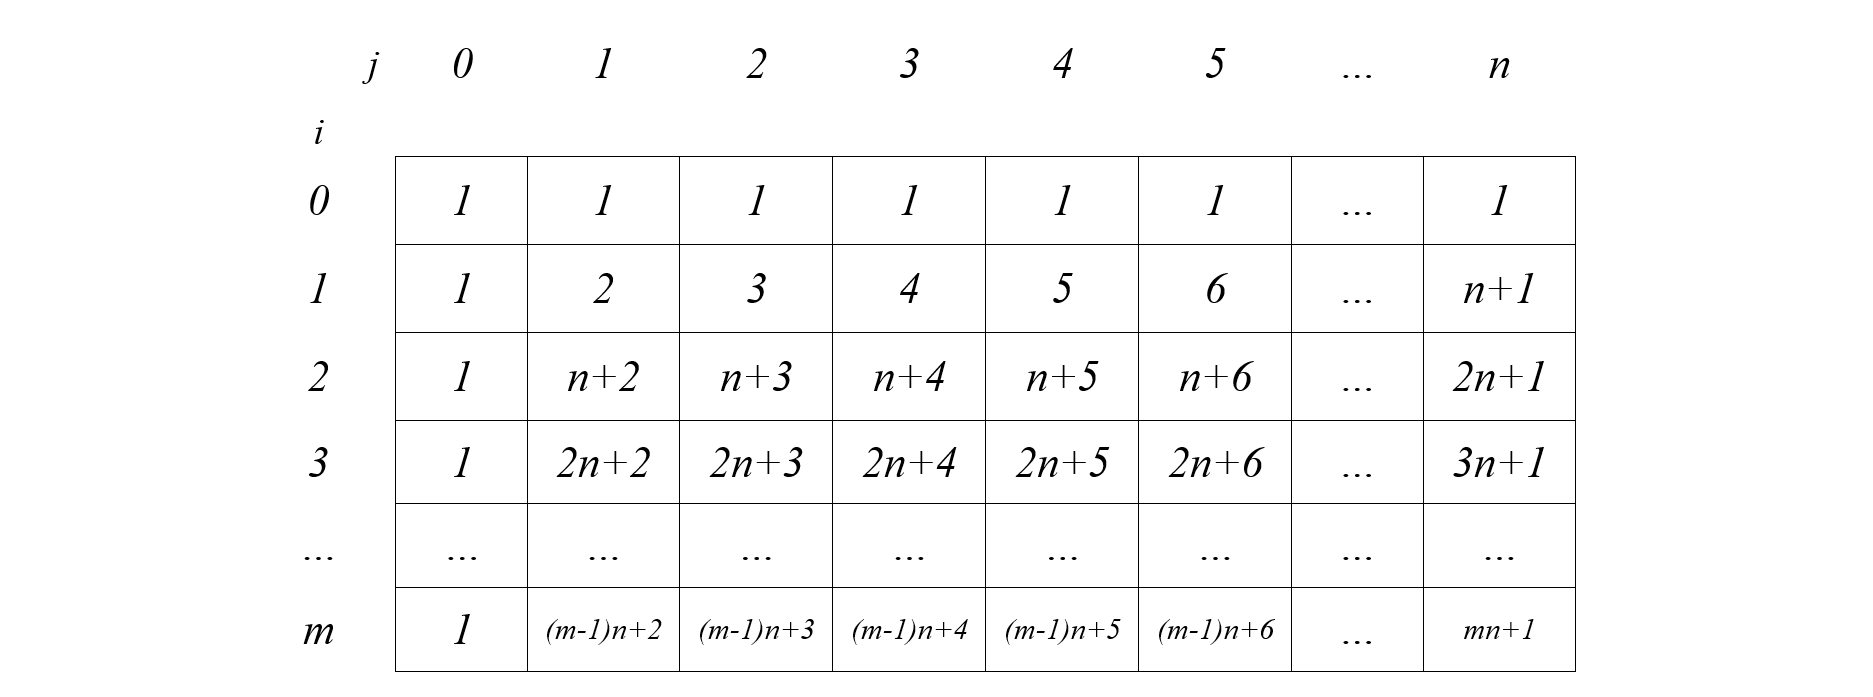 j 0 1 2 3 4 5 ... n
i
0 1 1 1 1 1 1 ... 1
1 1 2 3 4 5 6 ... n+1
2 1 n+2 n+3 n+4 n+5 n+6 ... 2n+1
3 1 2n+2 2n+3 2n+4 2n+5 2n+6 ... 3n+1
... ... ... ... ... ... ... ... ...
m 1 (m-1)n+2 (m-1)n+3 (m-1)n+4 (m-1)n+5 (m-1)n+6 ... mn+1